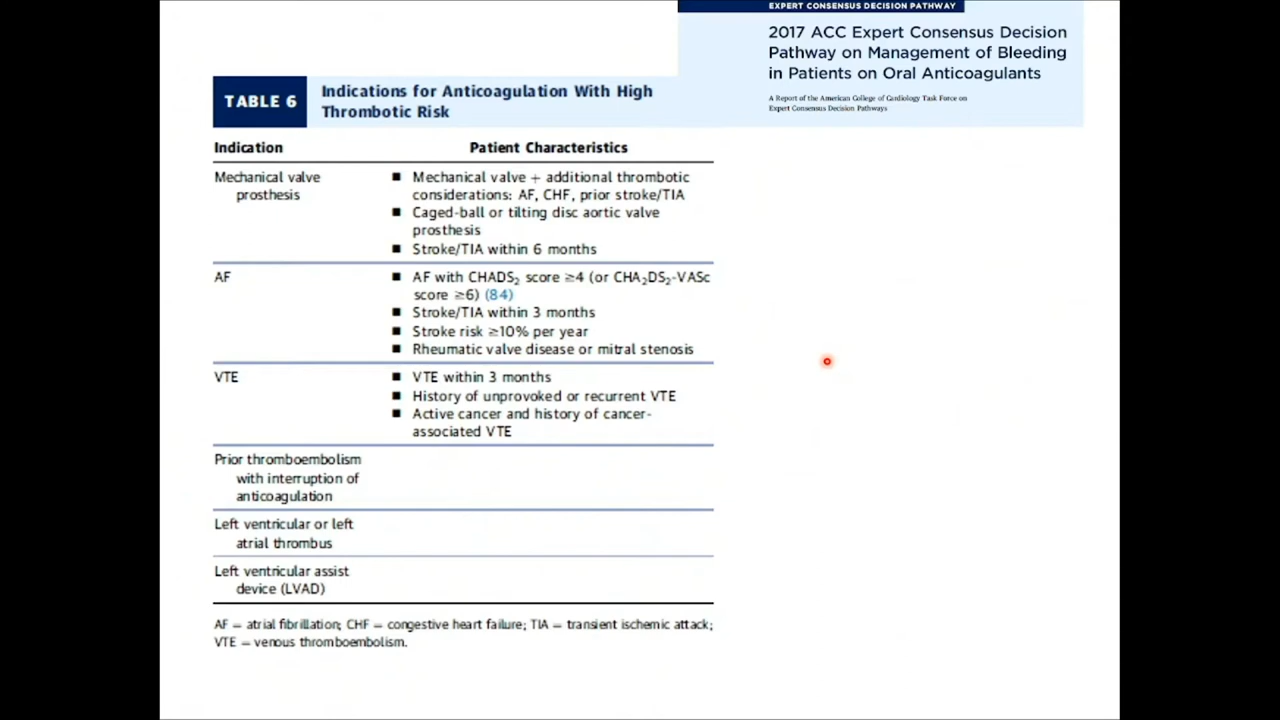 EXPERT CONSENSUS DECISION PATHWAY
2017 ACC Expert Consensus Decision
Pathway on Management of Bleeding
in Patients on Oral Anticoagulants
A Report of the American College of Cardiology Task Force on
Expert Consensus Decision Pathways
TABLE 6
Indications for Anticoagulation With High
Thrombotic Risk
Indication
Patient Characteristics
Mechanical valve
prosthesis
■ Mechanical valve + additional thrombotic
considerations: AF, CHF, prior stroke/TIA
■ Caged-ball or tilting disc aortic valve
prosthesis
■ Stroke/TIA within 6 months
AF
■ AF with CHADS₂ score ≥4 (or CHA₂DS₂-VASc
score ≥6) (84)
■ Stroke/TIA within 3 months
■ Stroke risk ≥10% per year
■ Rheumatic valve disease or mitral stenosis
VTE
■ VTE within 3 months
■ History of unprovoked or recurrent VTE
■ Active cancer and history of cancer-
associated VTE
Prior thromboembolism
with interruption of
anticoagulation
Left ventricular or left
atrial thrombus
Left ventricular assist
device (LVAD)
AF = atrial fibrillation; CHF = congestive heart failure; TIA = transient ischemic attack;
VTE = venous thromboembolism.